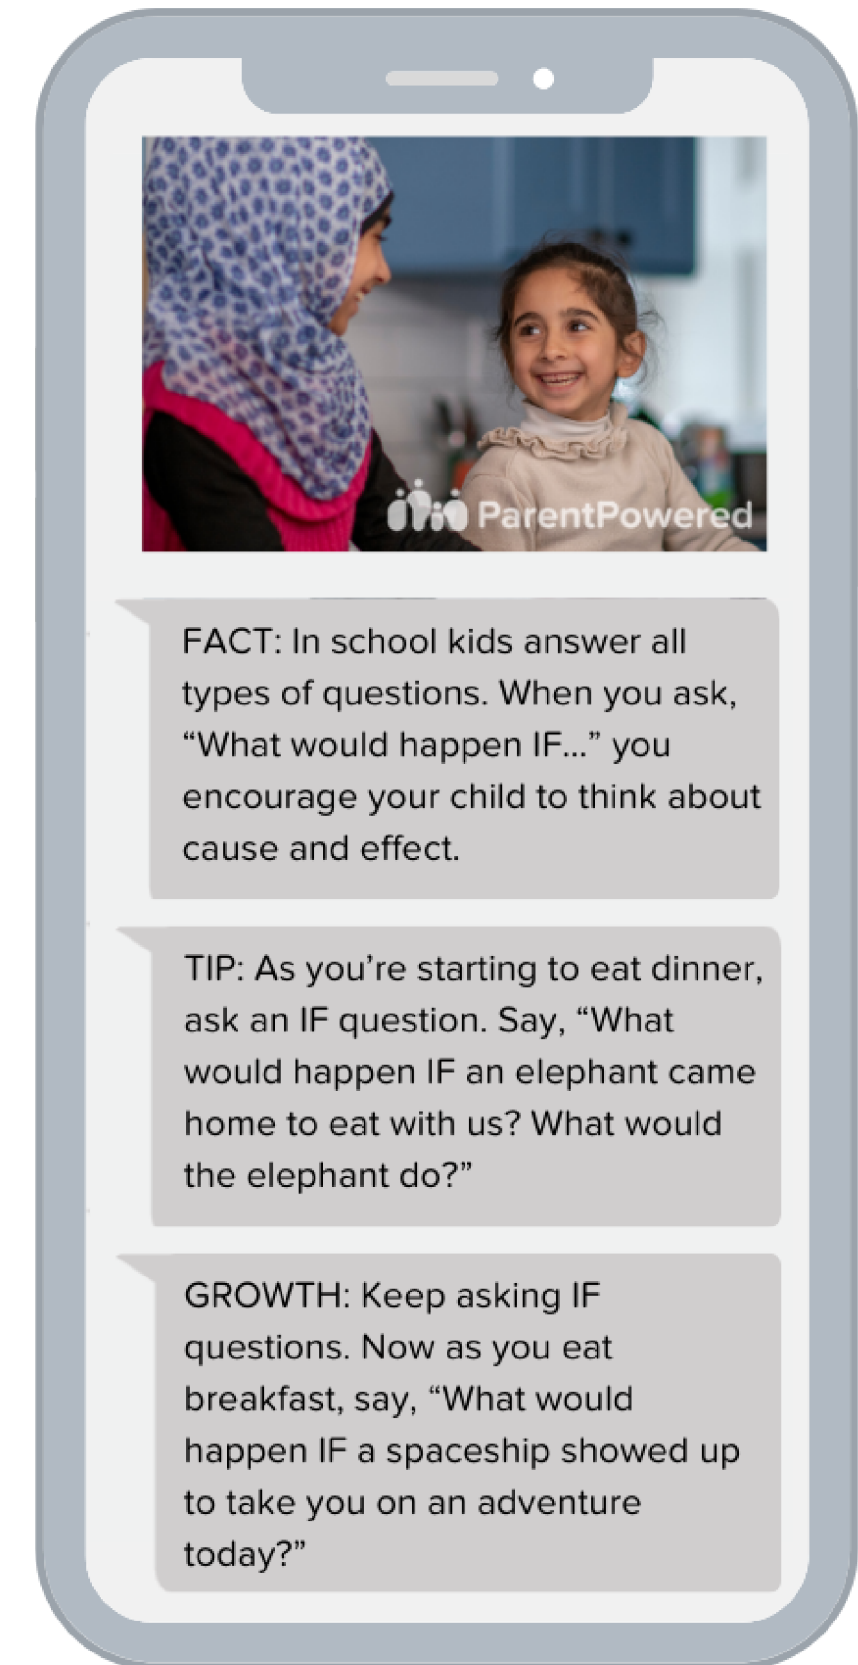 ParentPowered
FACT: In school kids answer all
types of questions. When you ask,
“What would happen IF...” you
encourage your child to think about
cause and effect.
TIP: As you’re starting to eat dinner,
ask an IF question. Say, “What
would happen IF an elephant came
home to eat with us? What would
the elephant do?”
GROWTH: Keep asking IF
questions. Now as you eat
breakfast, say, “What would
happen IF a spaceship showed up
to take you on an adventure
today?”